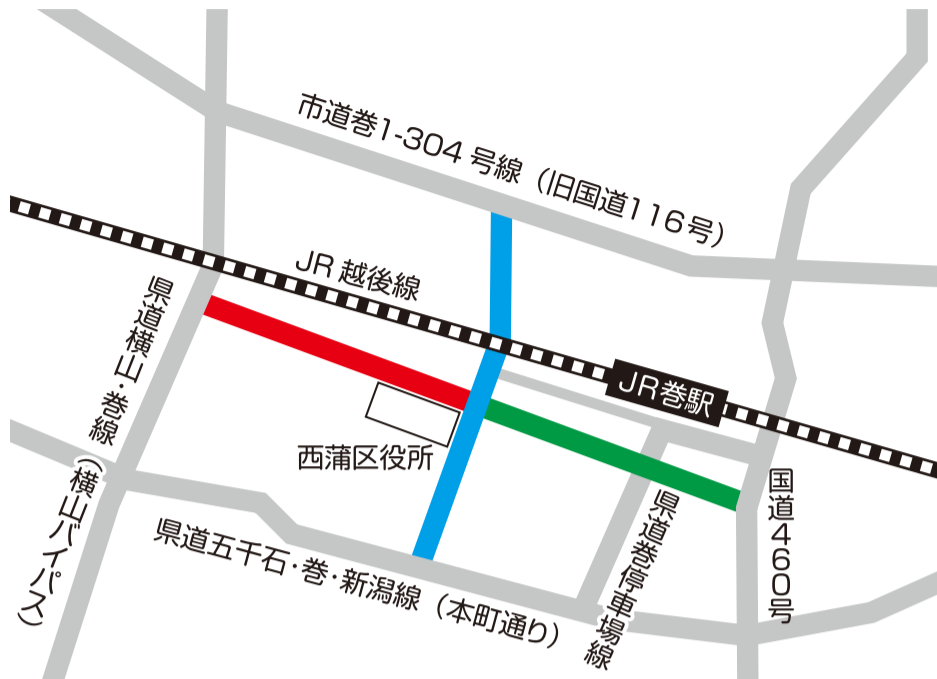 市道巻1-304号線（旧国道116号）
JR越後線
JR巻駅
県道横山・巻線（横山バイパス）
西蒲区役所
国道460号
県道巻停車場線
県道五千石・巻・新潟線（本町通り）